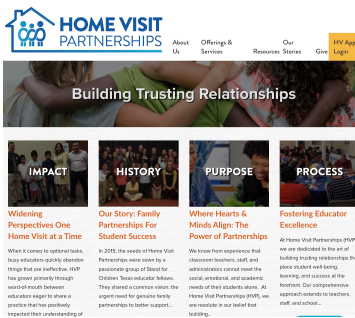 HOME VISIT
PARTNERSHIPS
About
Us
Offerings &
Services
Resources
Our
Stories
Give
HV App
Login
Building Trusting Relationships
IMPACT
Widening
Perspectives One
Home Visit at a Time
When it comes to optional tasks,
busy educators quickly abandon
things that are ineffective. HVP
has grown primarily through
word-of-mouth between
educators eager to share a
practice that has positively
impacted their understanding of
HISTORY
Our Story: Family
Partnerships For
Student Success
In 2015, the seeds of Home Visit
Partnerships were sown by a
passionate group of Stand for
Children Texas educator fellows.
They shared a common vision: the
urgent need for genuine family
partnerships to better support...
PURPOSE
Where Hearts &
Minds Align: The
Power of Partnerships
We know from experience that
classroom teachers, staff, and
administrators cannot meet the
social, emotional, and academic
needs of their students alone. At
Home Visit Partnerships (HVP), we
are resolute in our belief that
building...
PROCESS
Fostering Educator
Excellence
At Home Visit Partnerships (HVP)
we are dedicated to the art of
building trusting relationships tha
place student well-being,
learning, and success at the
forefront. Our comprehensive
approach extends to teachers,
staff, and school...